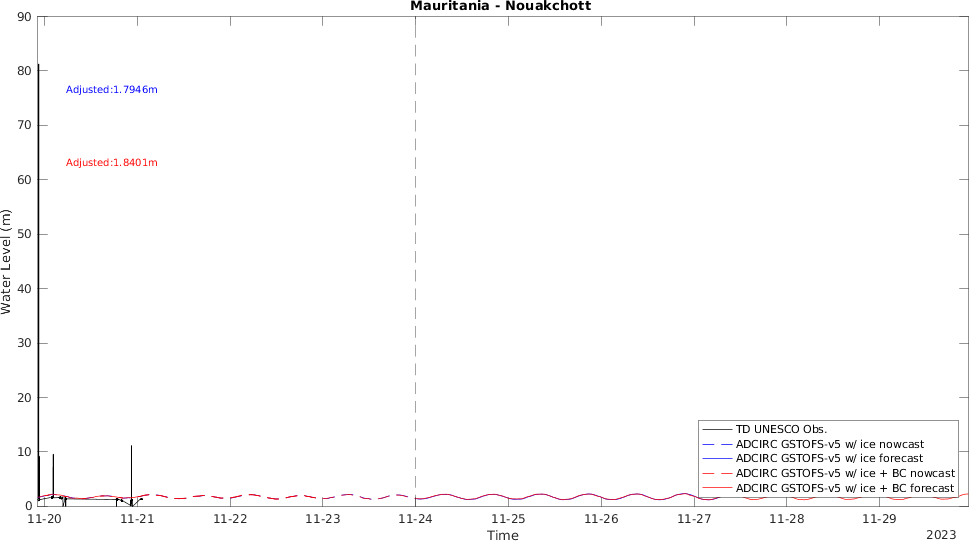 Mauritania - Nouakchott
90
80
70
60
50
40
30
20
10
0
Water Level (m)
Adjusted:1.7946m
Adjusted:1.8401m
TD UNESCO Obs.
ADCIRC GSTOFS-v5 w/ ice nowcast
ADCIRC GSTOFS-v5 w/ ice forecast
ADCIRC GSTOFS-v5 w/ ice + BC nowcast
ADCIRC GSTOFS-v5 w/ ice + BC forecast
11-20 11-21 11-22 11-23 11-24 11-25 11-26 11-27 11-28 11-29
Time
2023